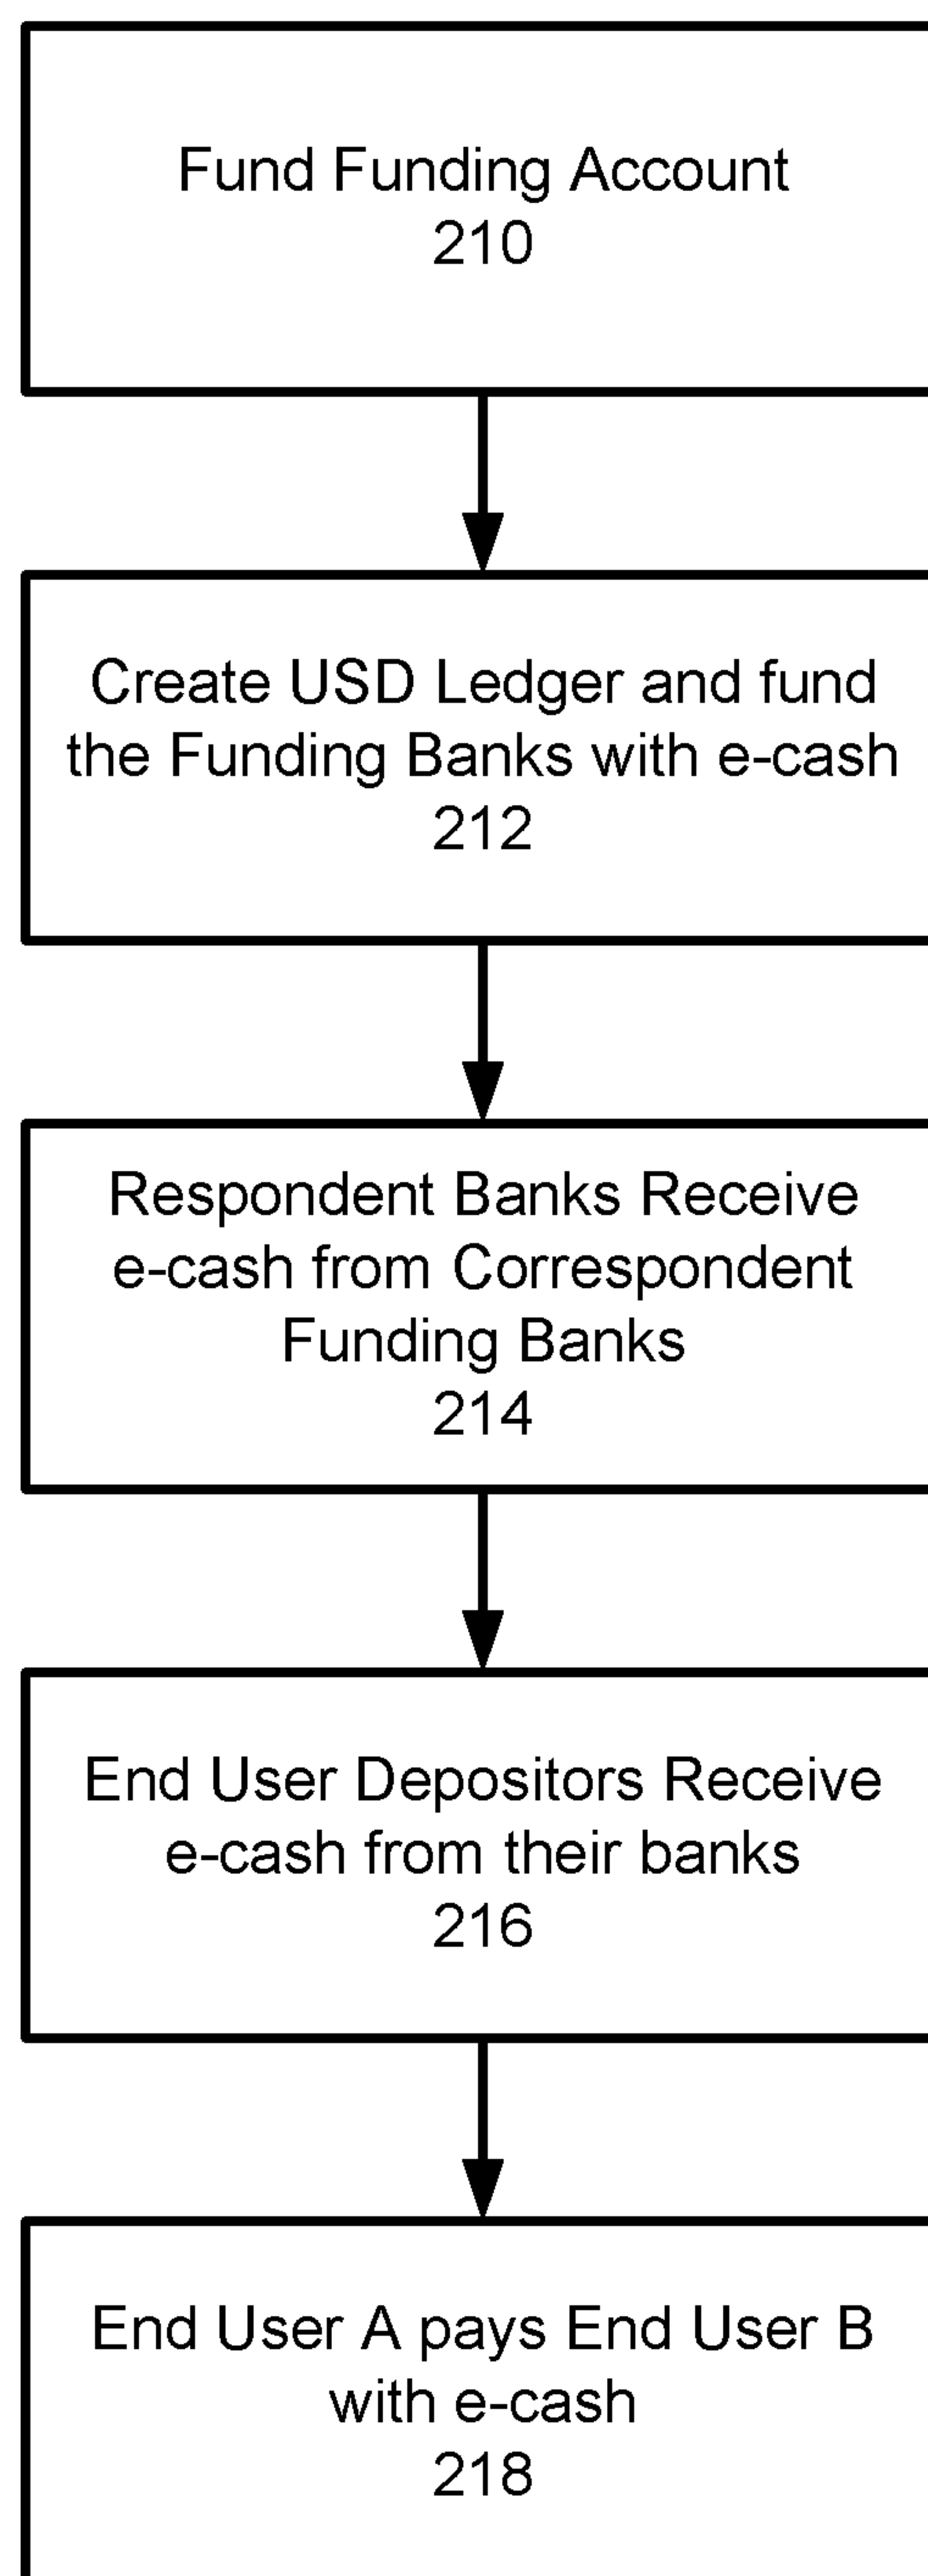 Fund Funding Account
210
Create USD Ledger and fund
the Funding Banks with e-cash
212
Respondent Banks Receive
e-cash from Correspondent
Funding Banks
214
End User Depositors Receive
e-cash from their banks
216
End User A pays End User B
with e-cash
218